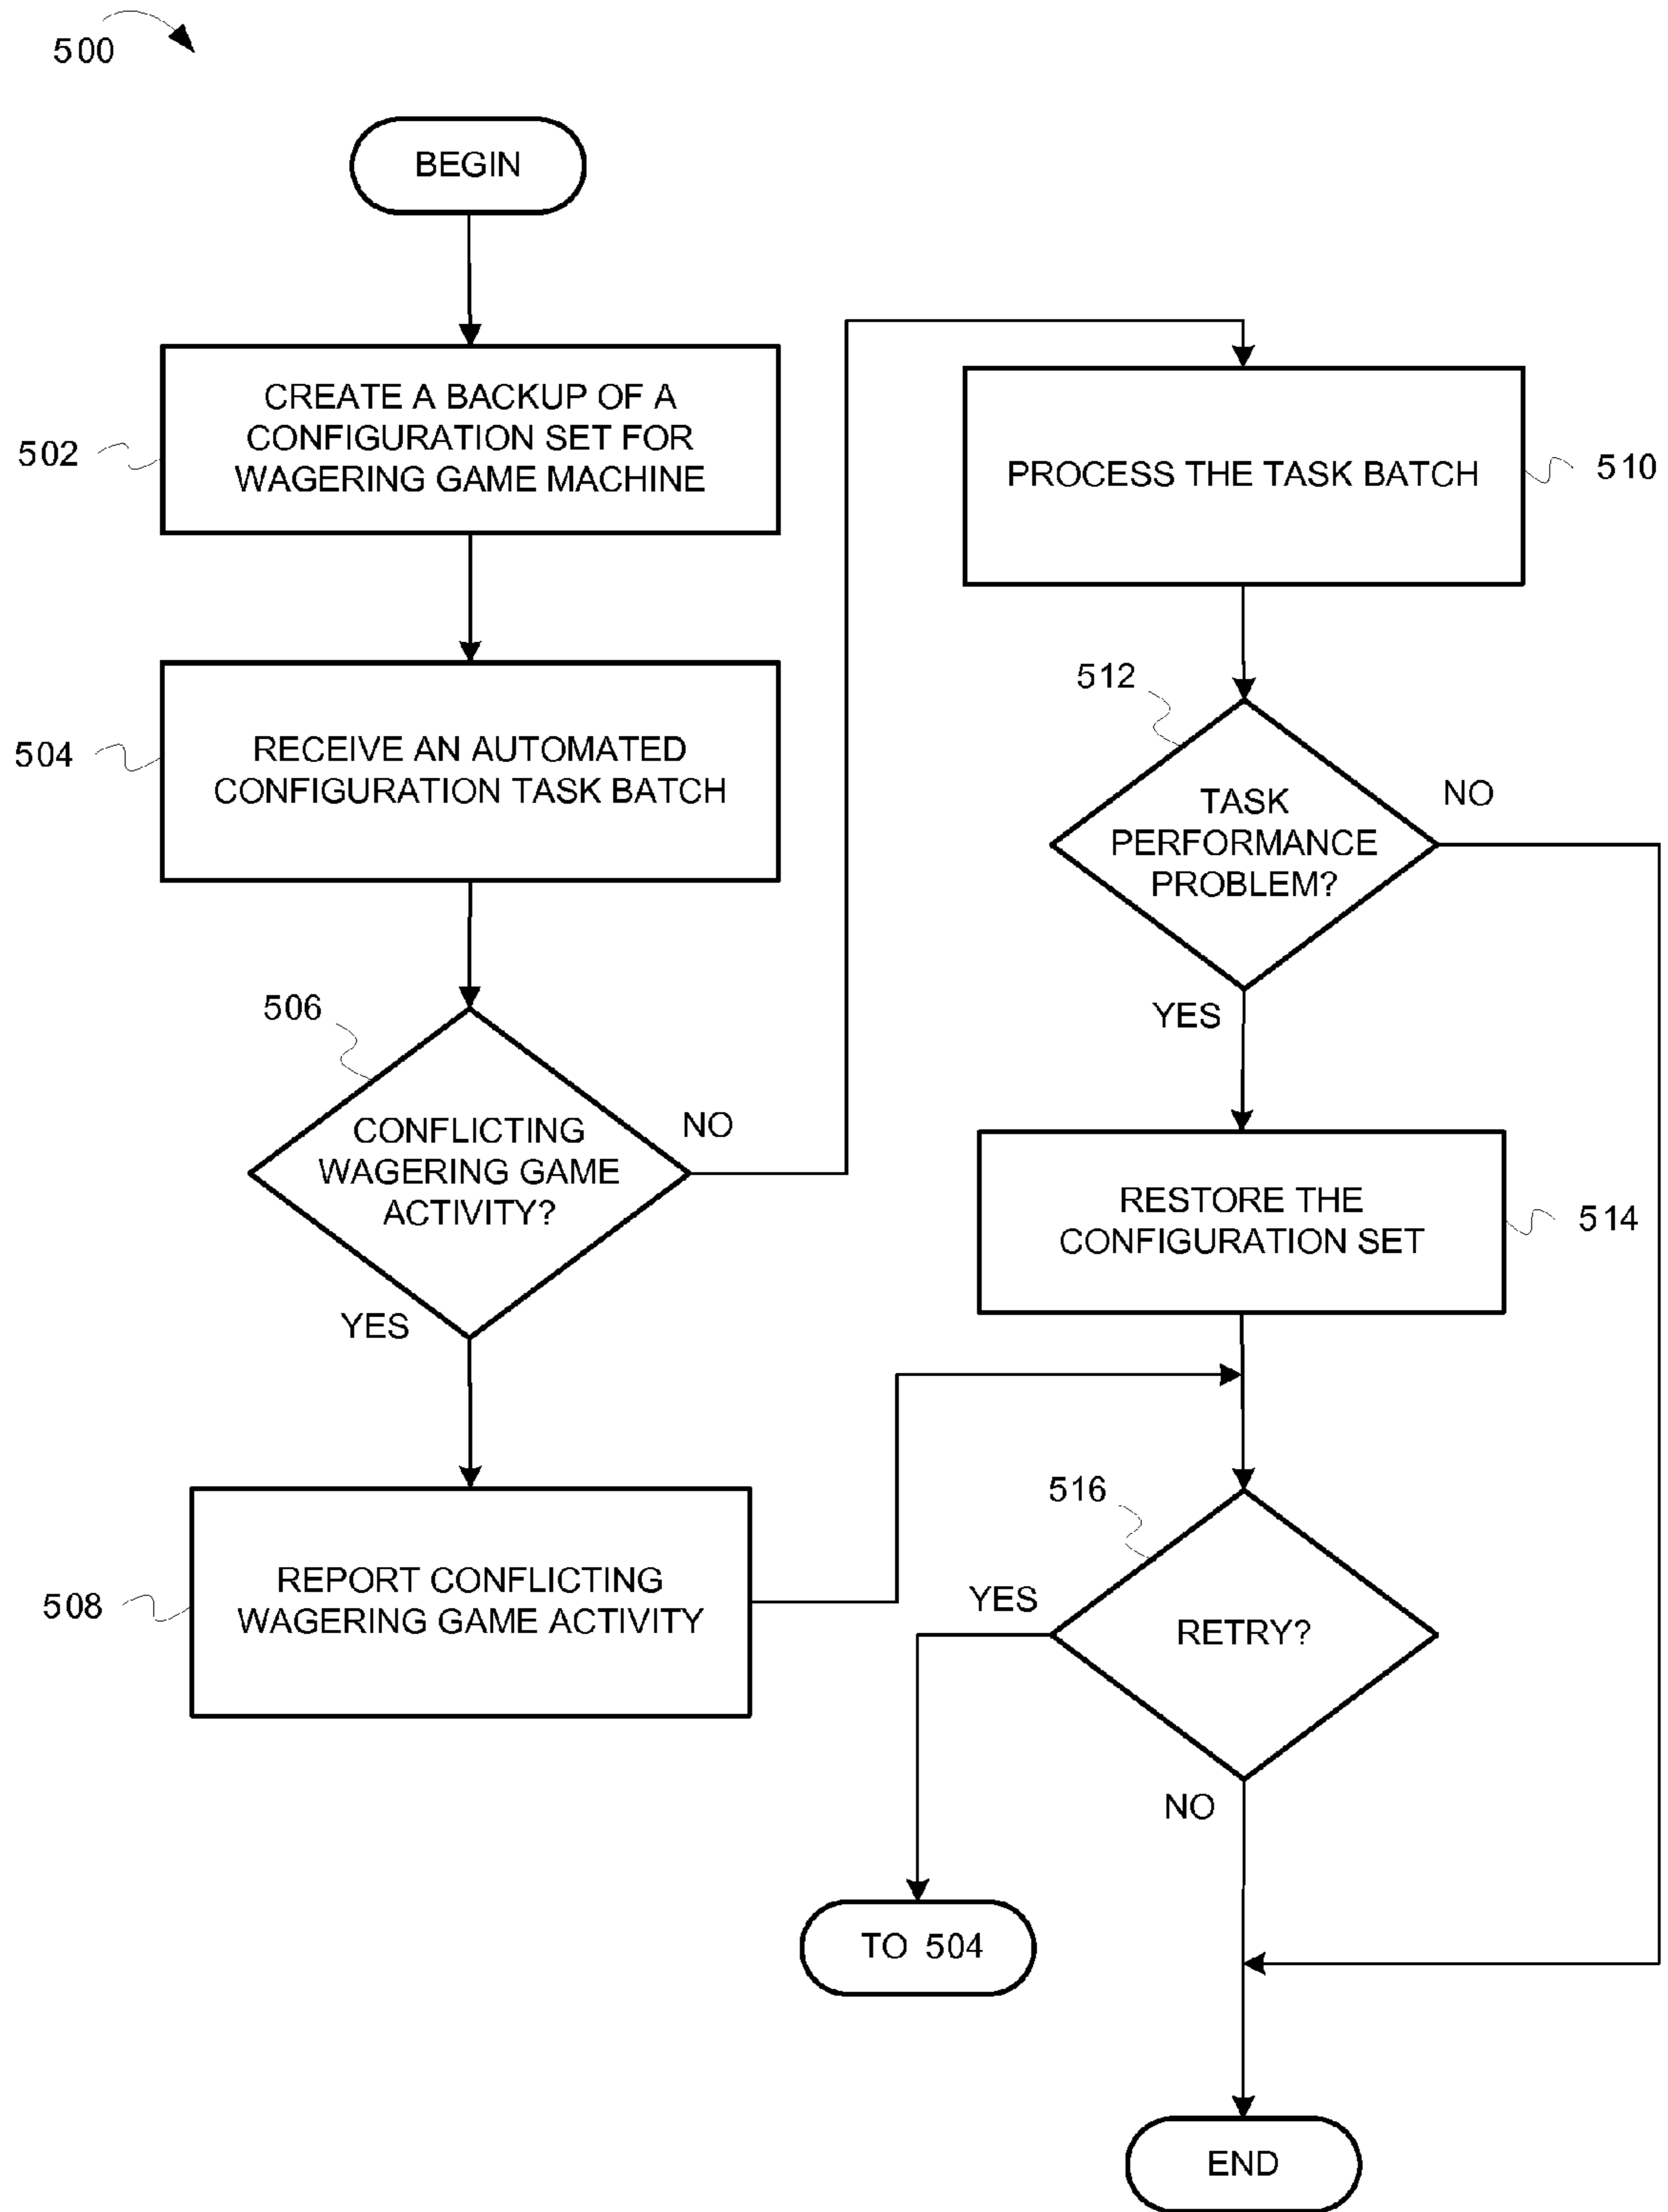 500
BEGIN
502
CREATE A BACKUP OF A
CONFIGURATION SET FOR
WAGERING GAME MACHINE
504
RECEIVE AN AUTOMATED
CONFIGURATION TASK BATCH
506
CONFLICTING
WAGERING GAME
ACTIVITY?
NO
YES
508
REPORT CONFLICTING
WAGERING GAME ACTIVITY
PROCESS THE TASK BATCH
510
512
TASK
PERFORMANCE
PROBLEM?
NO
YES
RESTORE THE
CONFIGURATION SET
514
516
RETRY?
YES
NO
TO 504
END